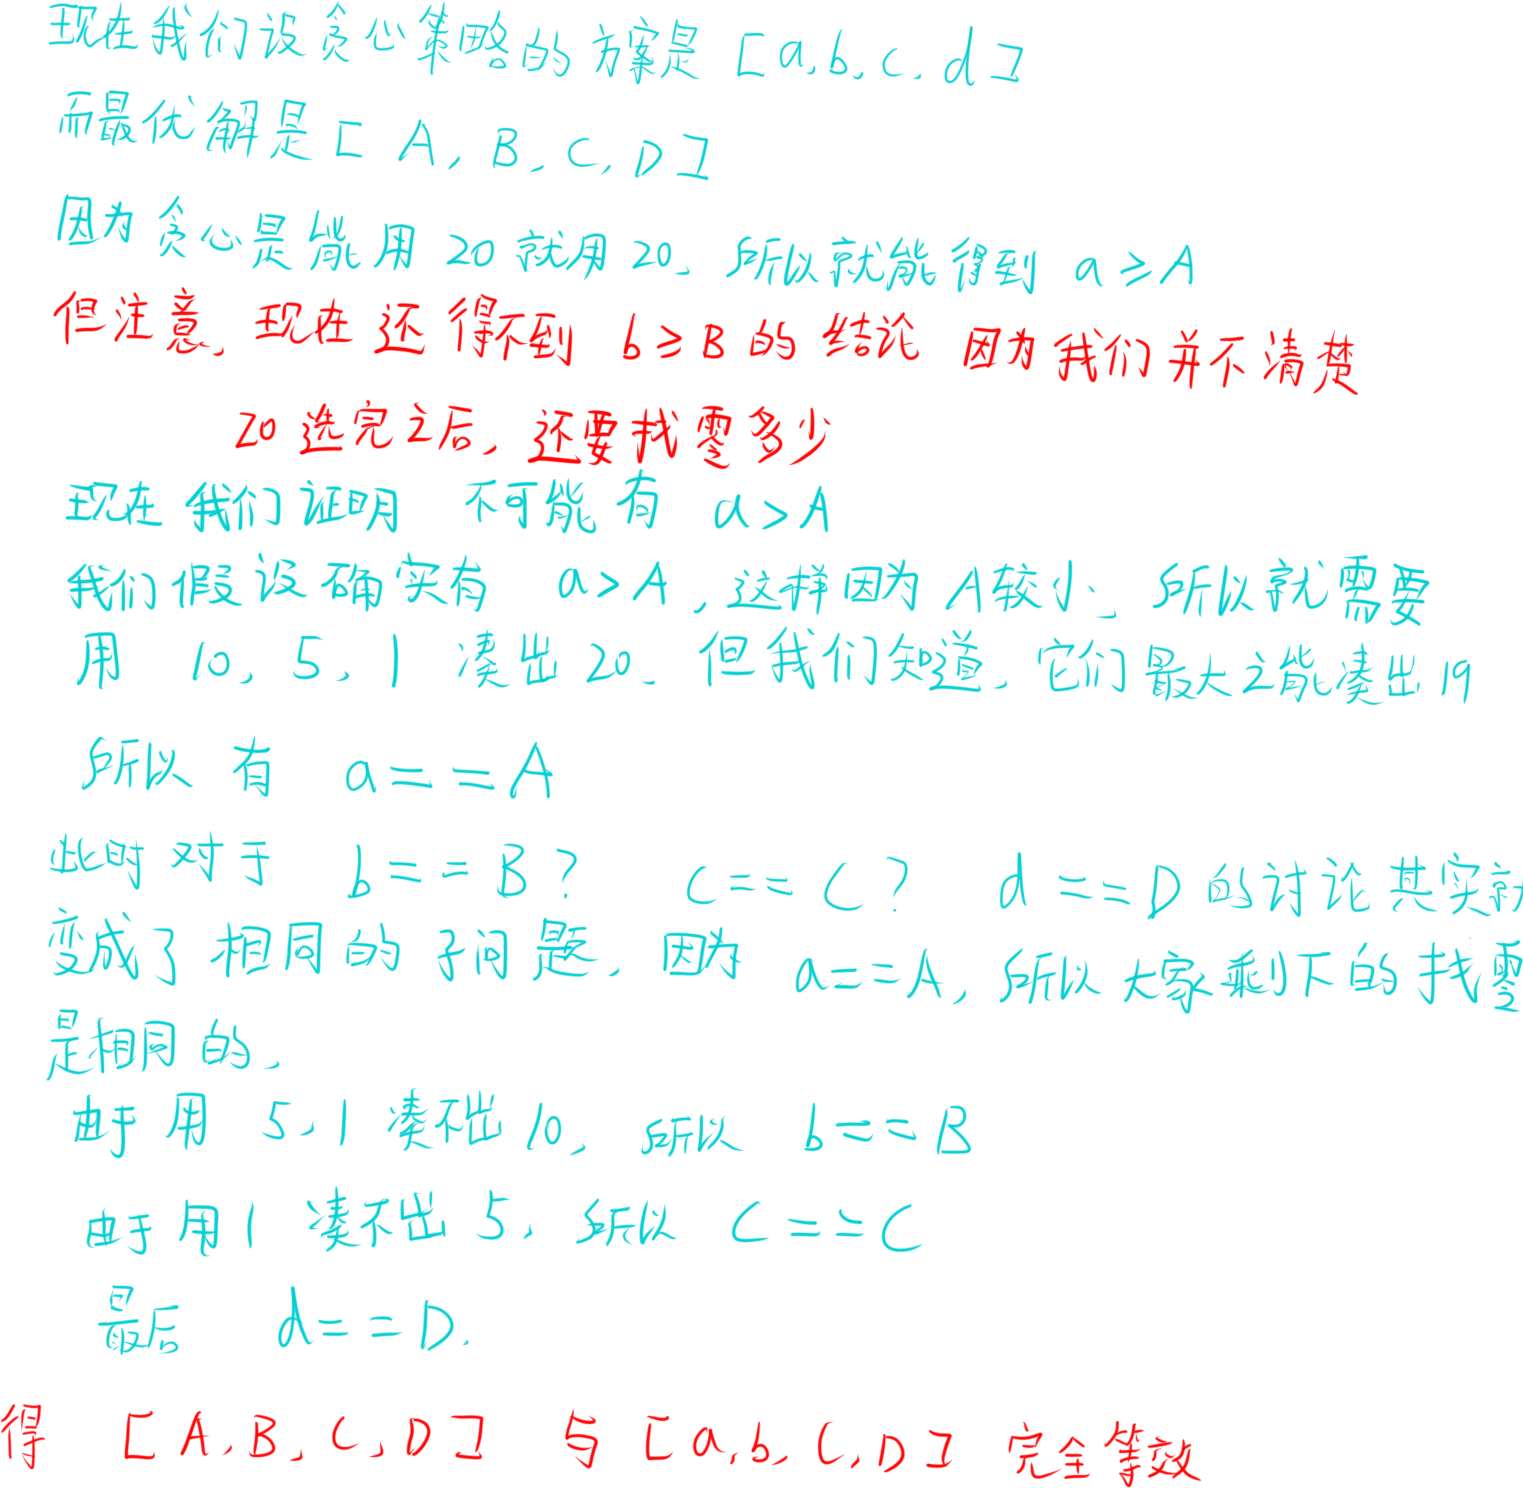 现在我们设贪心策略的方案是 [a,b,c,d]
而最优解是[ A, B, C, D ]
因为贪心是能用 20 就用 20, 所以就能得到 a ≥ A
但注意, 现在还得不到 b ≥ B 的结论 因为我们并不清楚
20 选完之后, 还要找零多少
现在我们证明 不可能有 a > A
我们假设确实有 a > A , 这样因为 A较小, 所以就需要
用 10, 5, 1 凑出 20. 但我们知道, 它们最大之能凑出 19
所以有 a == A
此时对于 b == B? c == C? d == D 的讨论其实就
变成了相同的子问题, 因为 a == A, 所以大家剩下的找零
是相同的,
由于用 5,1 凑不出 10, 所以 b == B
由于用 1 凑不出 5, 所以 C == C
最后 d == D.
得 [A,B,C,D] 与 [a,b,C,D] 完全等效